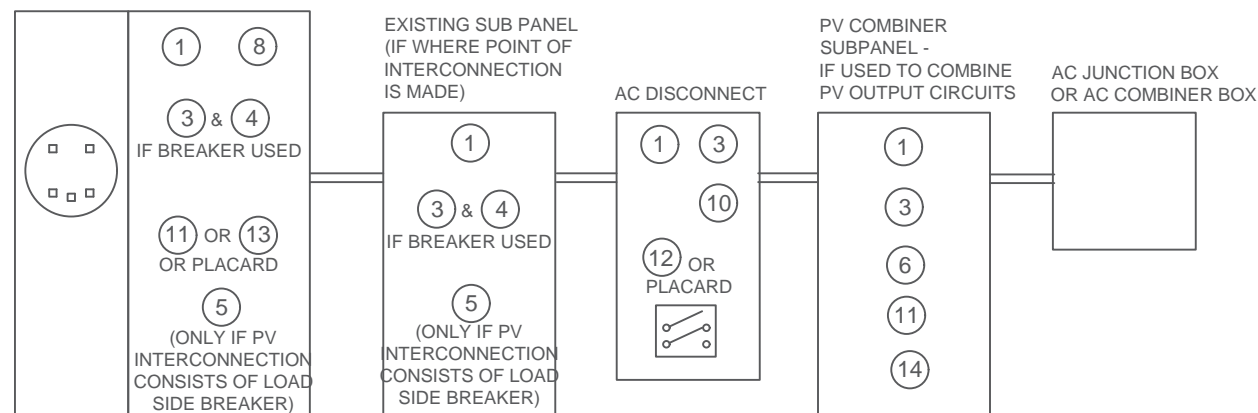 1 8
3 & 4
IF BREAKER USED
11 OR 13
OR PLACARD
5
(ONLY IF PV
INTERCONNECTION
CONSISTS OF LOAD
SIDE BREAKER)
EXISTING SUB PANEL
(IF WHERE POINT OF
INTERCONNECTION
IS MADE)
1
3 & 4
IF BREAKER USED
5
(ONLY IF PV
INTERCONNECTION
CONSISTS OF LOAD
SIDE BREAKER)
AC DISCONNECT
1 3
10
12 OR
PLACARD
PV COMBINER
SUBPANEL -
IF USED TO COMBINE
PV OUTPUT CIRCUITS
1
3
6
11
14
AC JUNCTION BOX
OR AC COMBINER BOX